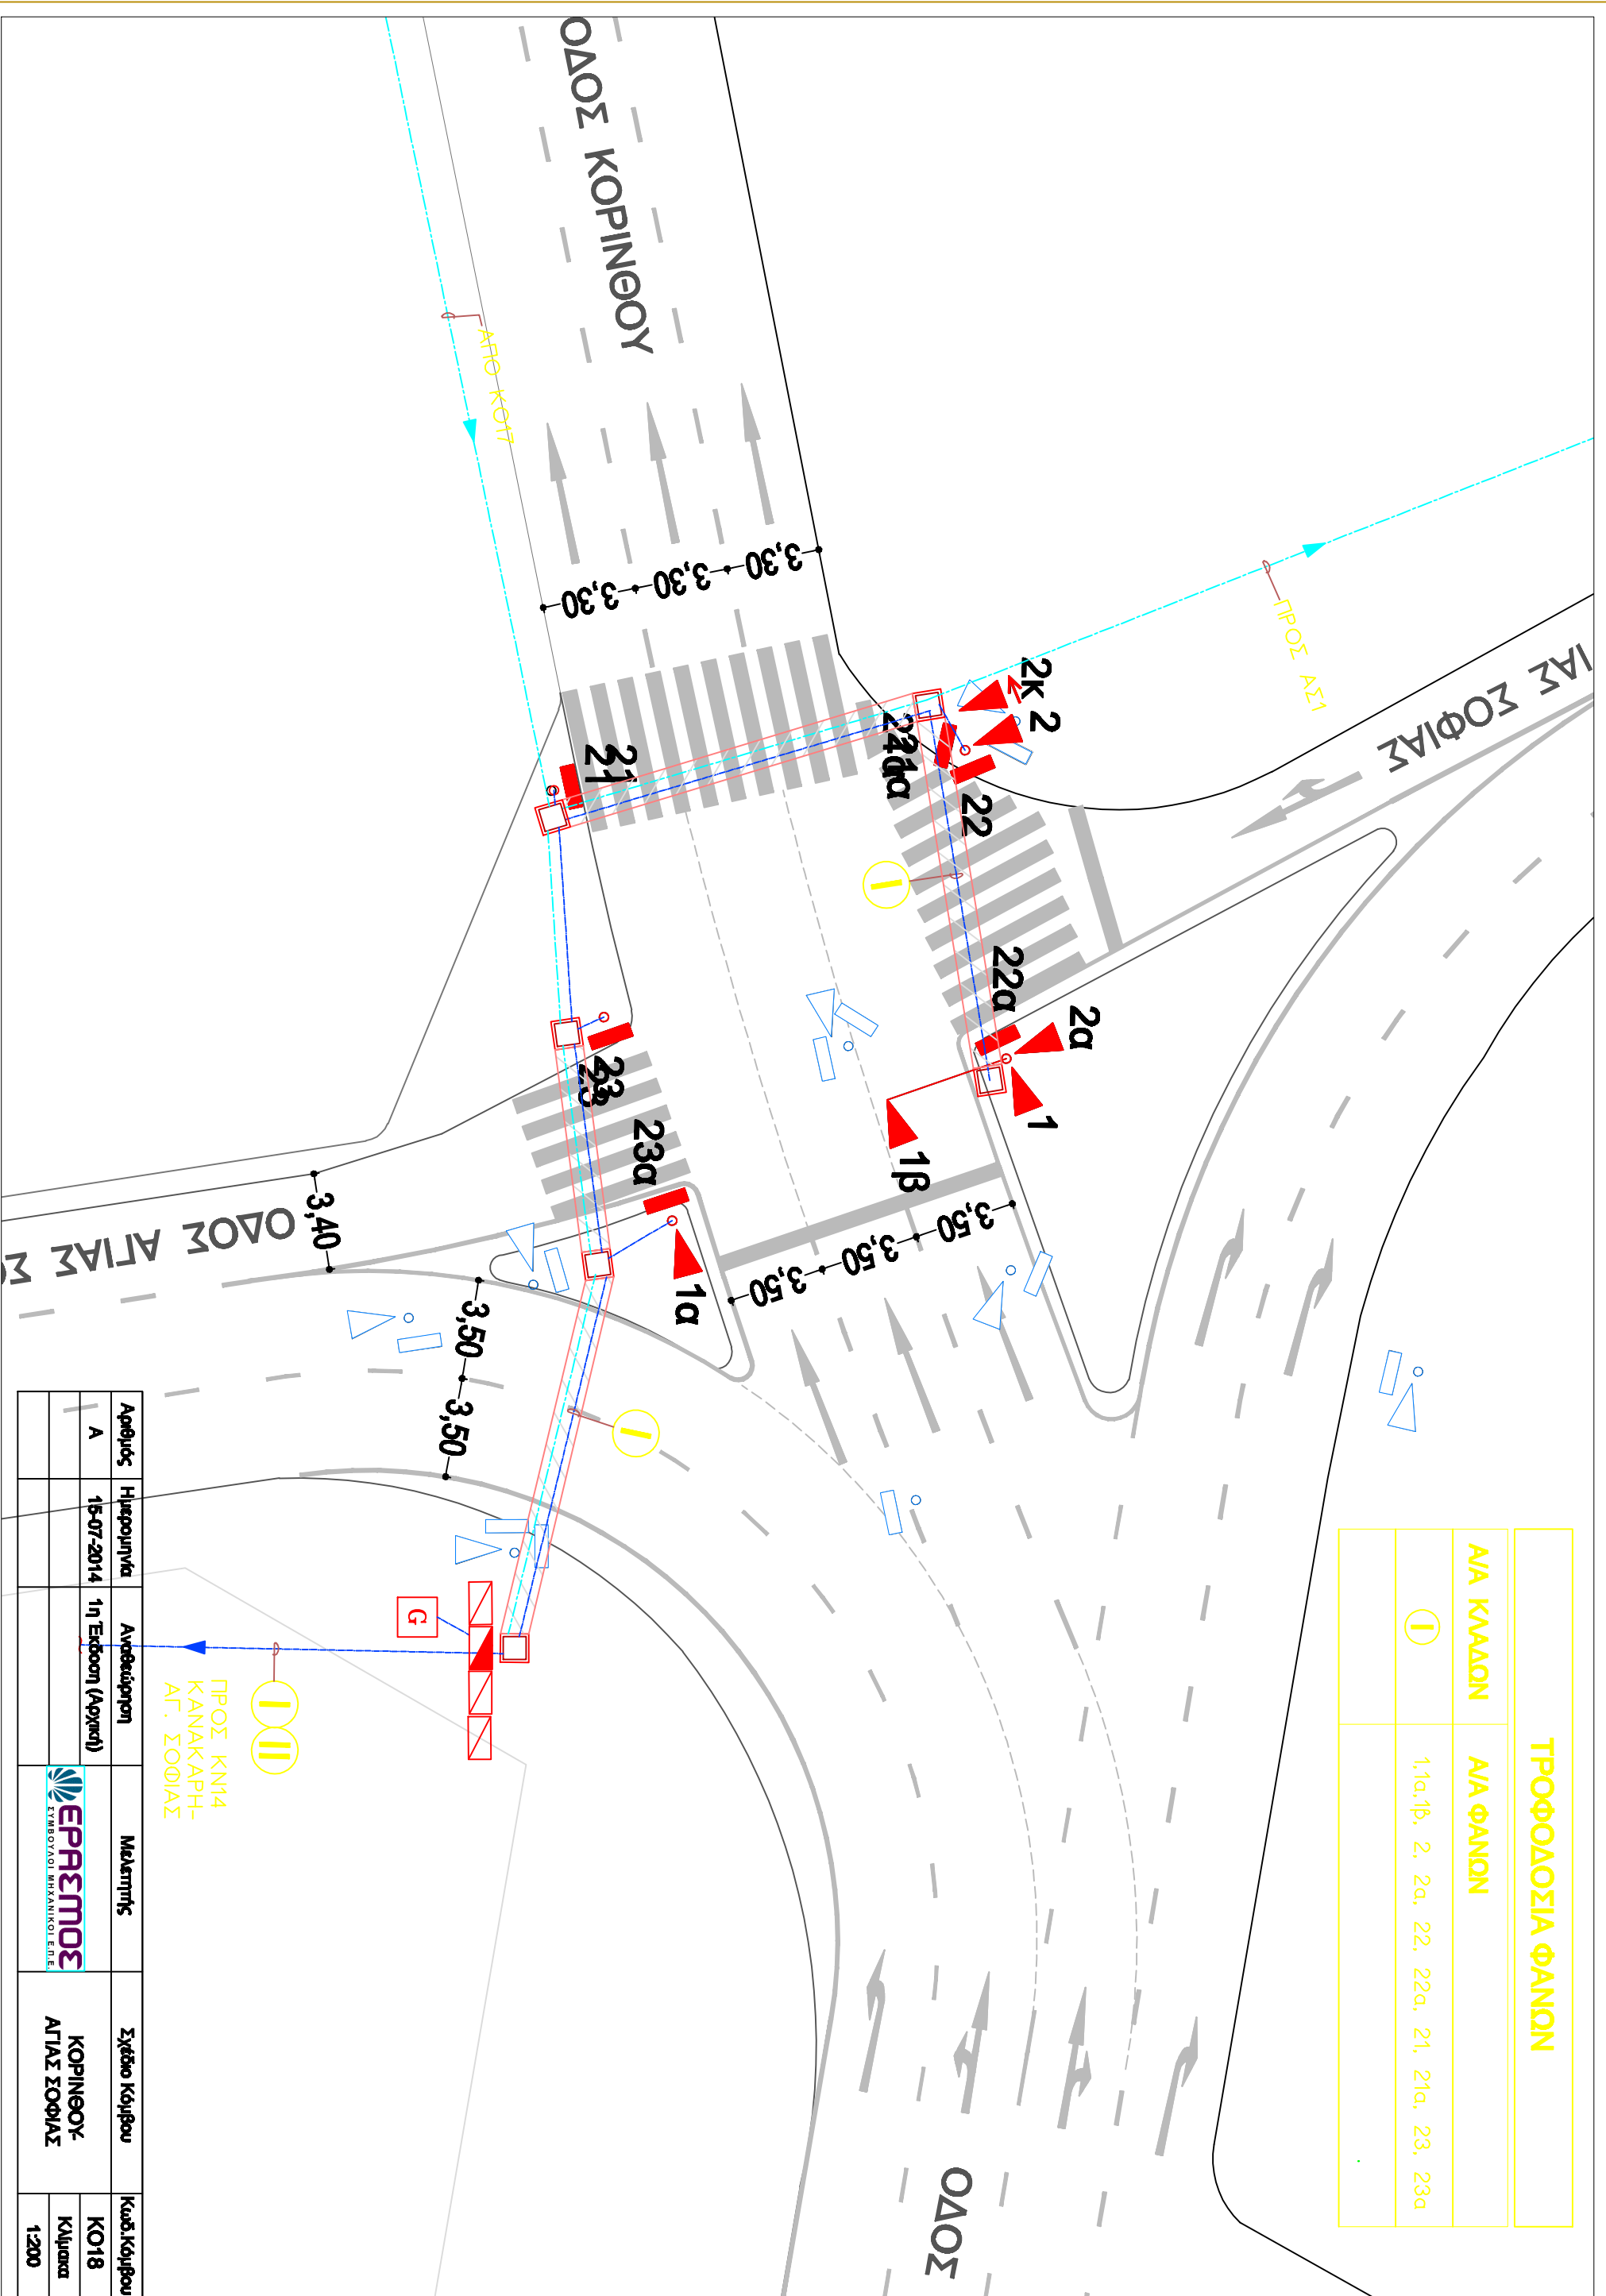 ΤΡΟΦΟΔΟΣΙΑ ΦΑΝΩΝ
Α/Α ΚΛΑΔΩΝ
Α/Α ΦΑΝΩΝ
I
1,1α,1β, 2, 2α, 22, 22α, 21, 21α, 23, 23α
ΙΑΣ ΣΟΦΙΑΣ
ΠΡΟΣ ΑΣ1
2κ
2
22
21α
22α
2α
1
1β
I
ΟΔΟΣ ΚΟΡΙΝΘΟΥ
ΑΠΟ ΚΟ17
3,30
3,30
3,30
21
21
23
23α
1α
3,50
3,50
3,50
ΟΔΟΣ ΑΓΙΑΣ ΣΟ
3,40
3,50
3,50
I
G
I
II
ΠΡΟΣ ΚΝ14
ΚΑΝΑΚΑΡΗ-
ΑΓ. ΣΟΦΙΑΣ
ΟΔΟΣ
Αριθμός
Ημερομηνία
Αναθεώρηση
Μελετητής
Σχέδιο Κόμβου
Κωδ.Κόμβου
Α
15-07-2014
1η Έκδοση (Αρχική)
ΕΡΑΣΜΟΣ
ΣΥΜΒΟΥΛΟΙ ΜΗΧΑΝΙΚΟΙ Ε.Π.Ε.
ΚΟΡΙΝΘΟΥ-
ΑΓΙΑΣ ΣΟΦΙΑΣ
ΚΟ18
Κλίμακα
1:200